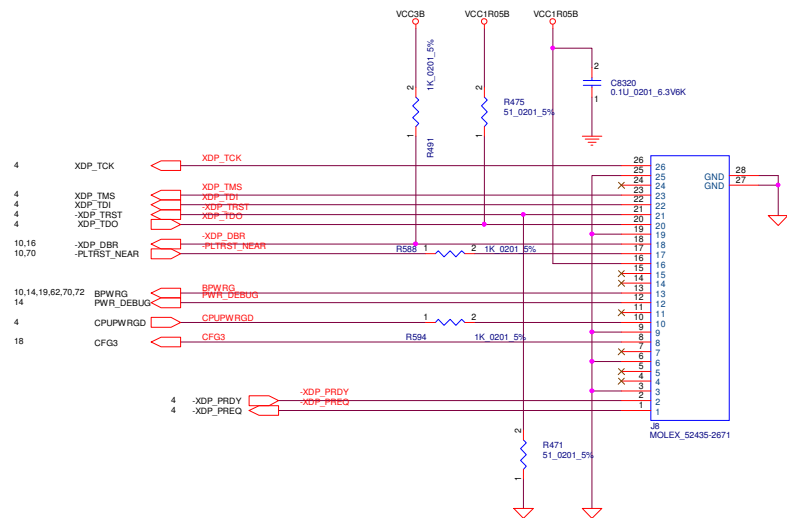 VCC3B VCC1R05B VCC1R05B
2 1K_0201_5% R491 1
2 R475 51_0201_5% 1
2 C8320 0.1U_0201_6.3V6K 1
4 XDP_TCK XDP_TCK 26 26
25 25
24 24
4 XDP_TMS XDP_TMS 23 23
4 XDP_TDI XDP_TDI 22 22
4 -XDP_TRST -XDP_TRST 21 21
4 XDP_TDO XDP_TDO 20 20
19 19
10,16 -XDP_DBR -XDP_DBR 18 18
10,70 -PLTRST_NEAR -PLTRST_NEAR R588 1 2 1K_0201_5% 17 17
16 16
15 15
14 14
10,14,19,62,70,72 BPWRG BPWRG 13 13
14 PWR_DEBUG PWR_DEBUG 12 12
11 11
4 CPUPWRGD CPUPWRGD 1 2 10 10
R594 1K_0201_5%
9 9
18 CFG3 CFG3 8 8
7 7
6 6
5 5
4 4
3 3
4 -XDP_PRDY -XDP_PRDY 2 2
4 -XDP_PREQ -XDP_PREQ 1 1
GND 28
GND 27
J8
MOLEX_52435-2671
2 R471 51_0201_5% 1